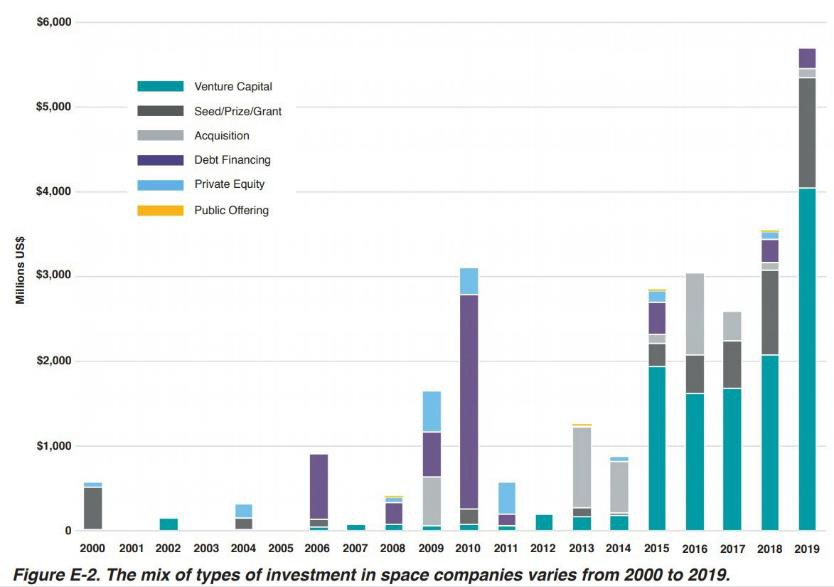 $6,000
$5,000
$4,000
$3,000
$2,000
$1,000
0
Millions US$
Venture Capital
Seed/Prize/Grant
Acquisition
Debt Financing
Private Equity
Public Offering
2000 2001 2002 2003 2004 2005 2006 2007 2008 2009 2010 2011 2012 2013 2014 2015 2016 2017 2018 2019
Figure E-2. The mix of types of investment in space companies varies from 2000 to 2019.